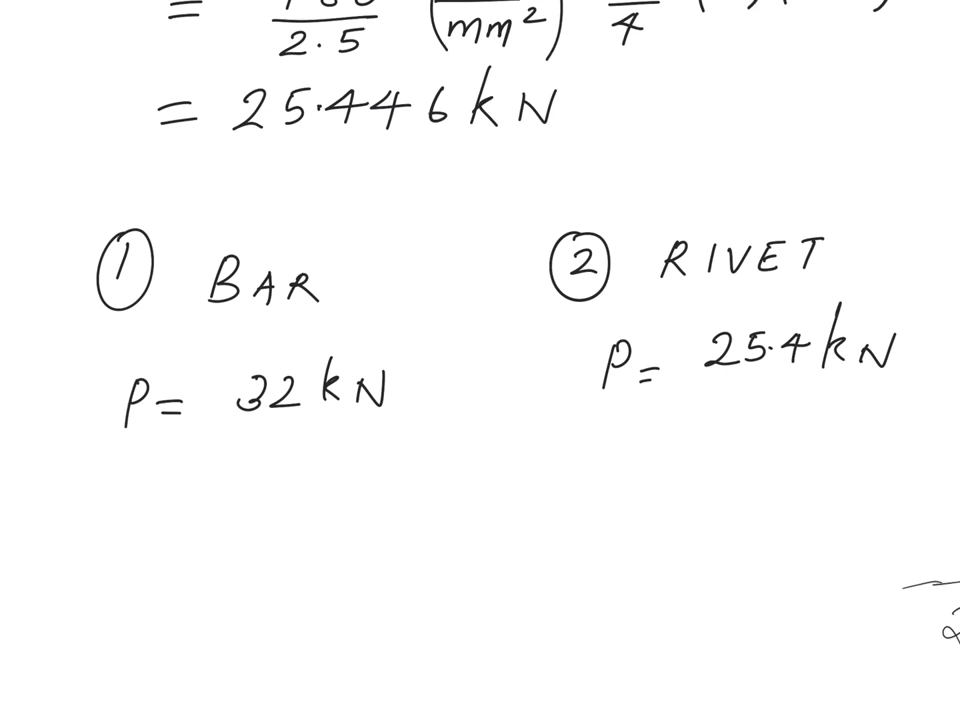 = 2.5 (mm²) 4
= 25.446 kN
① BAR ② RIVET
P = 32 kN P = 25.4 kN